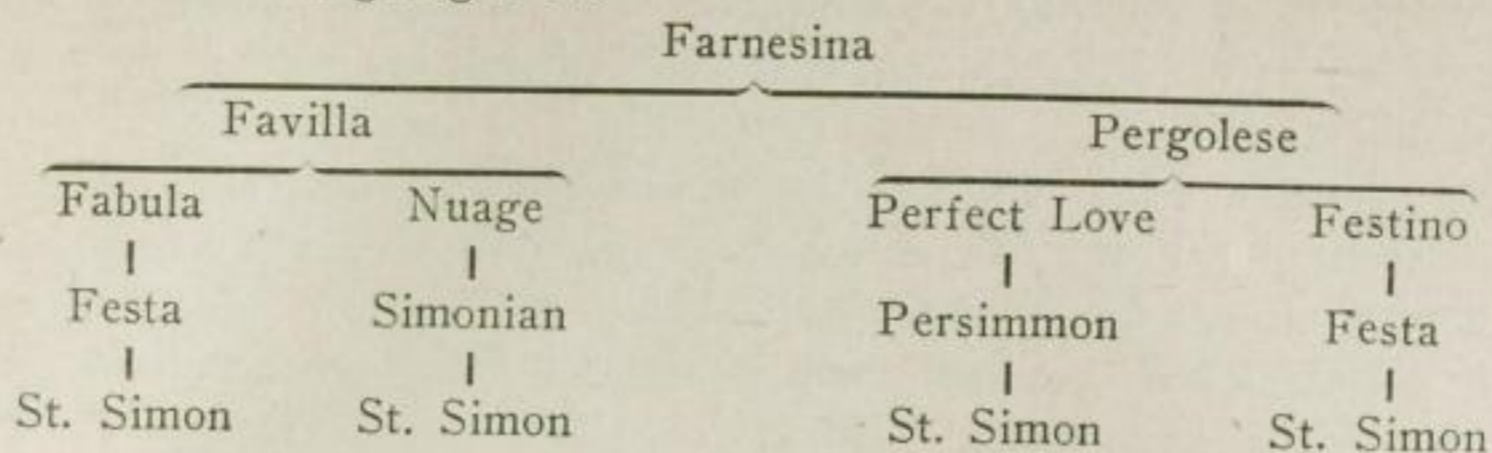 Farnesina
Favilla Pergolese
Fabula Nuage Perfect Love Festino
Festa Simonian Persimmon Festa
St. Simon St. Simon St. Simon St. Simon